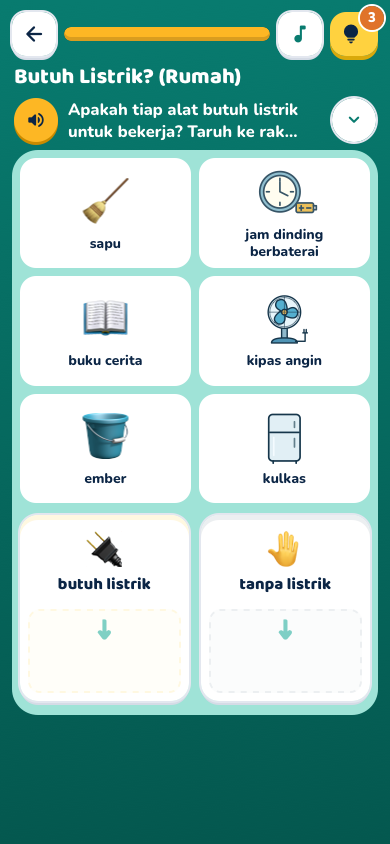 3
Butuh Listrik? (Rumah)
Apakah tiap alat butuh listrik
untuk bekerja? Taruh ke rak...
sapu
jam dinding
berbaterai
buku cerita
kipas angin
ember
kulkas
butuh listrik
tanpa listrik